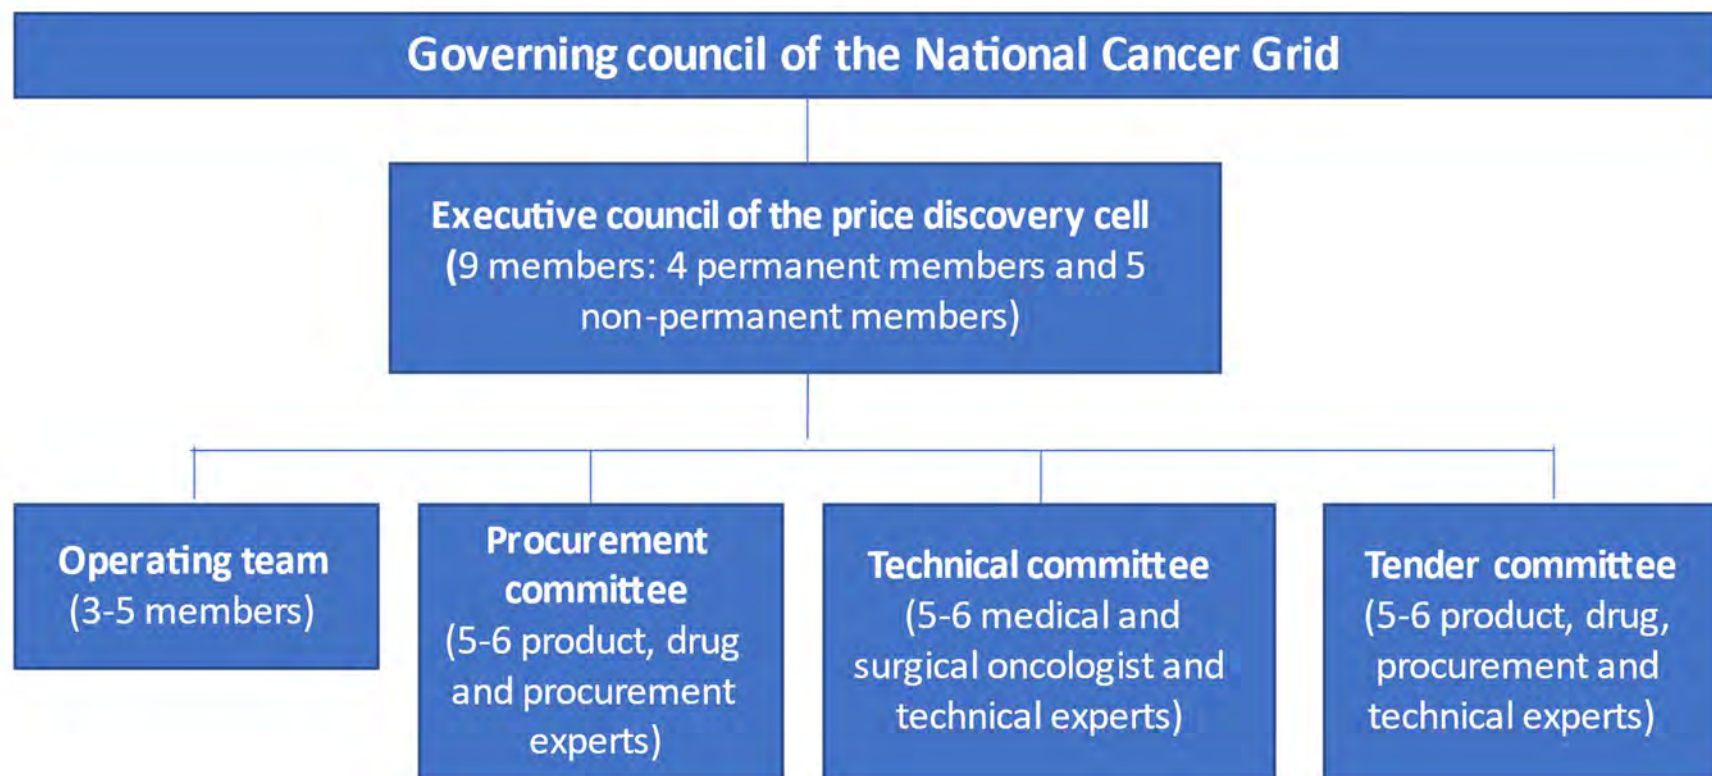 Governing council of the National Cancer Grid
Executive council of the price discovery cell
(9 members: 4 permanent members and 5
non-permanent members)
Operating team
(3-5 members)
Procurement
committee
(5-6 product, drug
and procurement
experts)
Technical committee
(5-6 medical and
surgical oncologist and
technical experts)
Tender committee
(5-6 product, drug,
procurement and
technical experts)